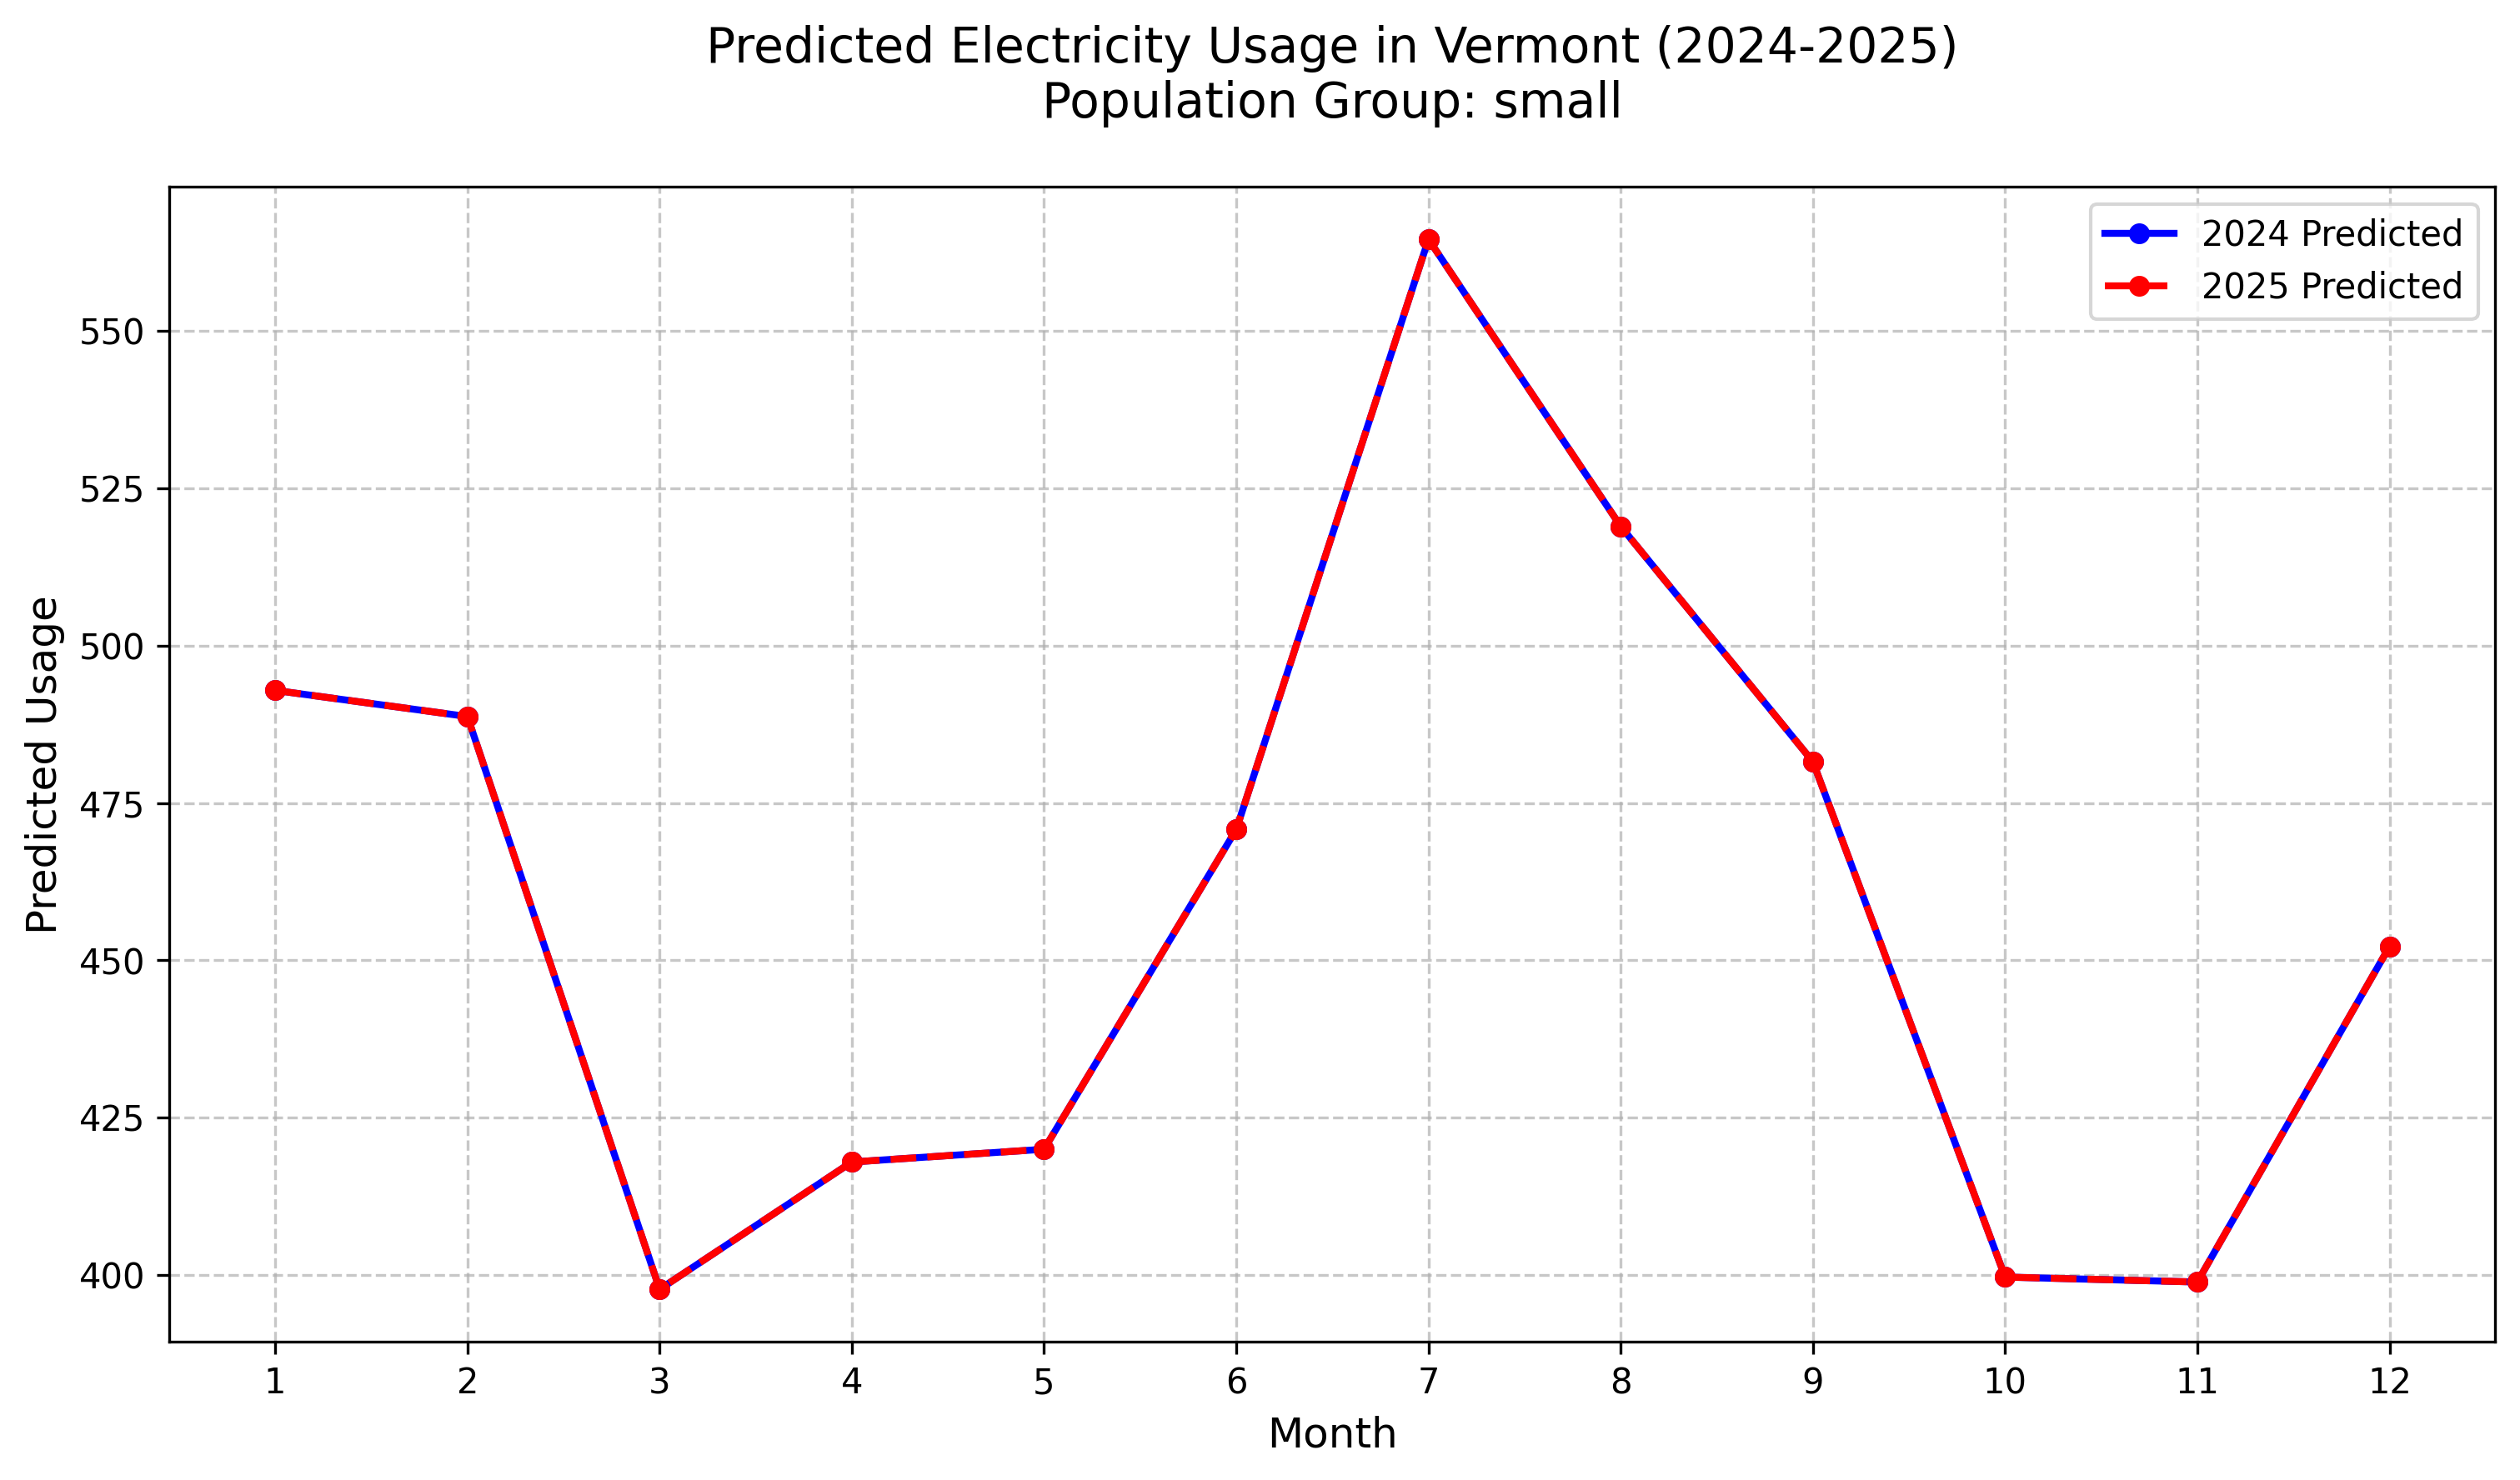 Predicted Electricity Usage in Vermont (2024-2025)
Population Group: small
2024 Predicted
2025 Predicted
Predicted Usage
550
525
500
475
450
425
400
1 2 3 4 5 6 7 8 9 10 11 12
Month